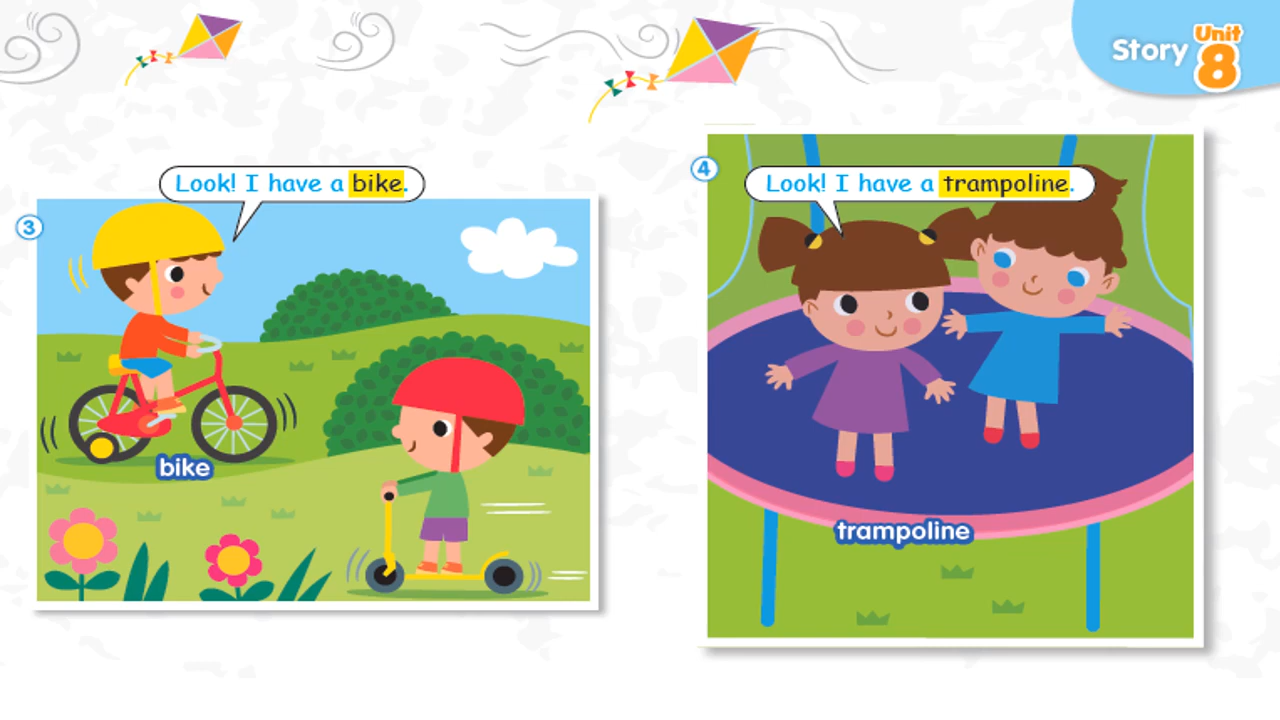 Story Unit 8
3
Look! I have a bike.
bike
4
Look! I have a trampoline.
trampoline